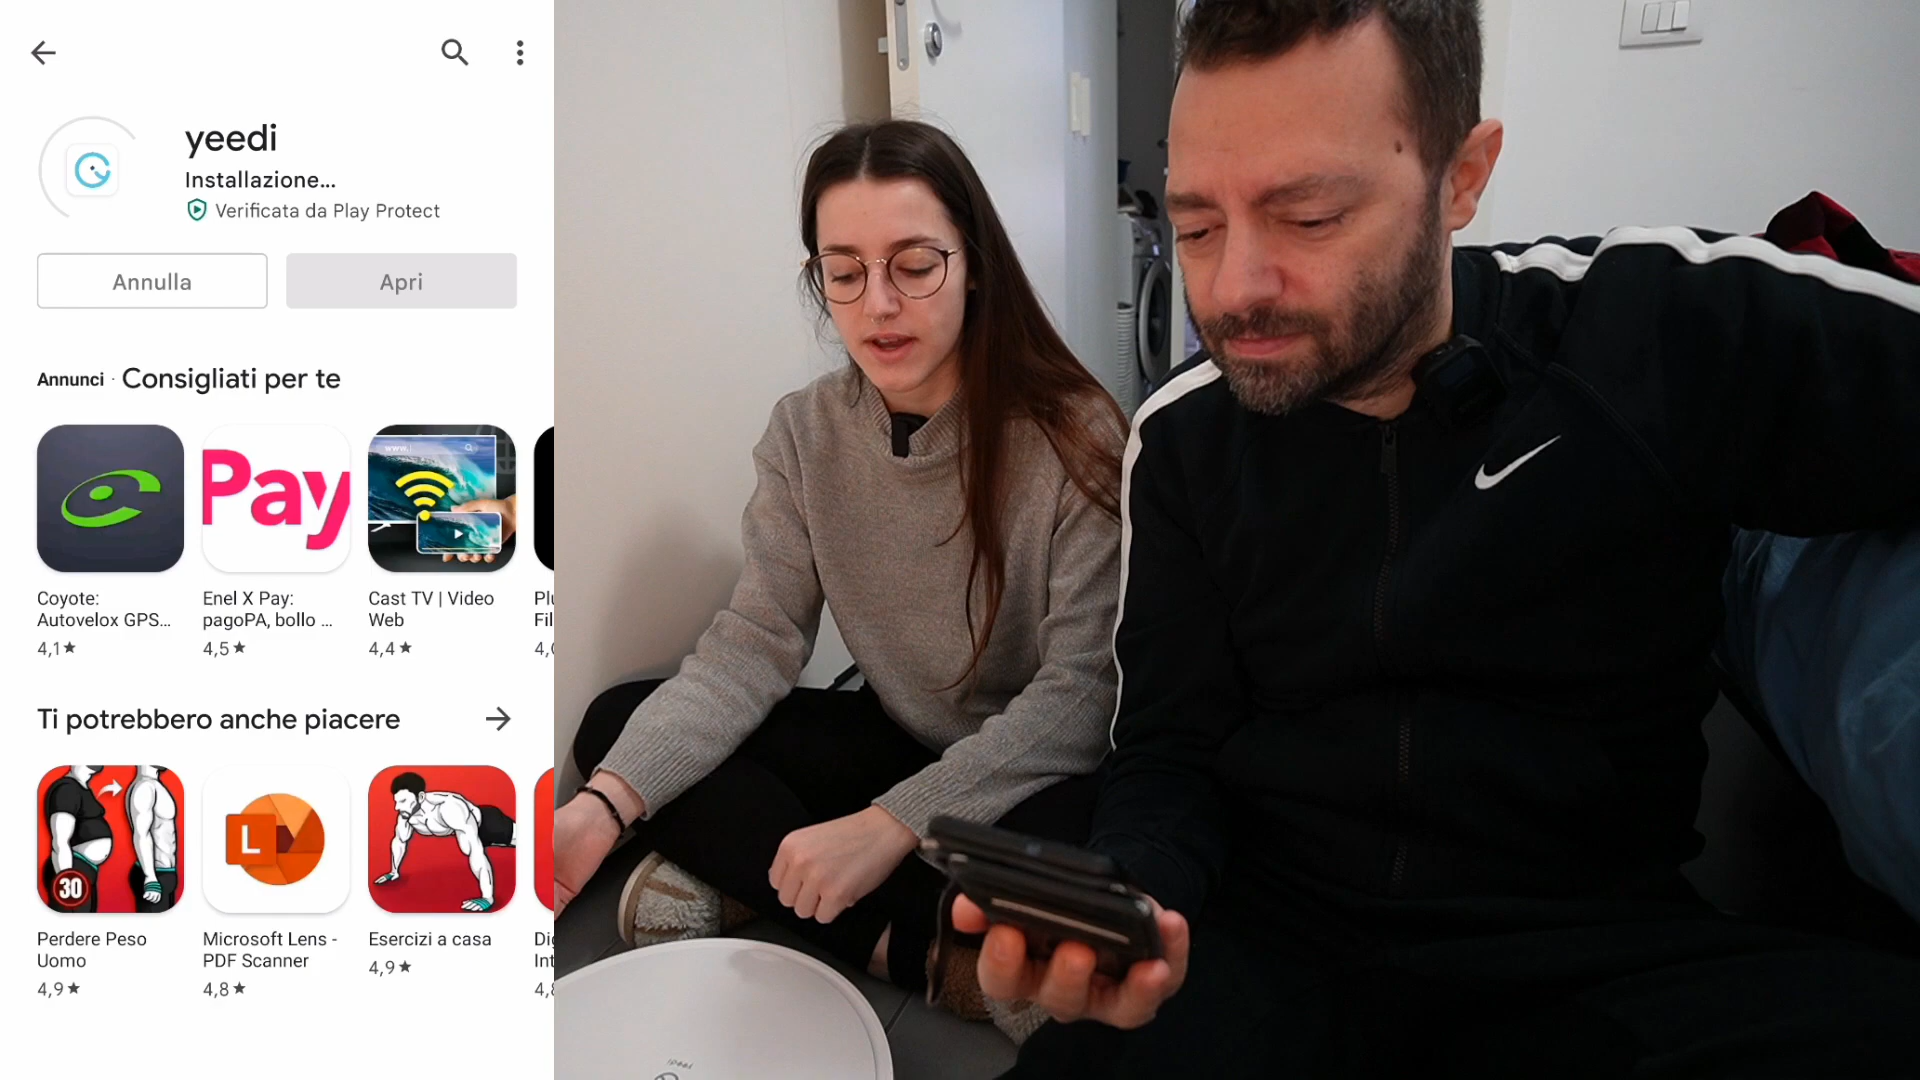 yeedi
Installazione...
Verificata da Play Protect
Annulla
Apri
Annunci · Consigliati per te
Pay
Coyote:
Autovelox GPS...
4,1★
Enel X Pay:
pagoPA, bollo ...
4,5★
Cast TV | Video
Web
4,4★
Ti potrebbero anche piacere
30
L
Perdere Peso
Uomo
4,9★
Microsoft Lens -
PDF Scanner
4,8★
Esercizi a casa
4,9★
yeedi